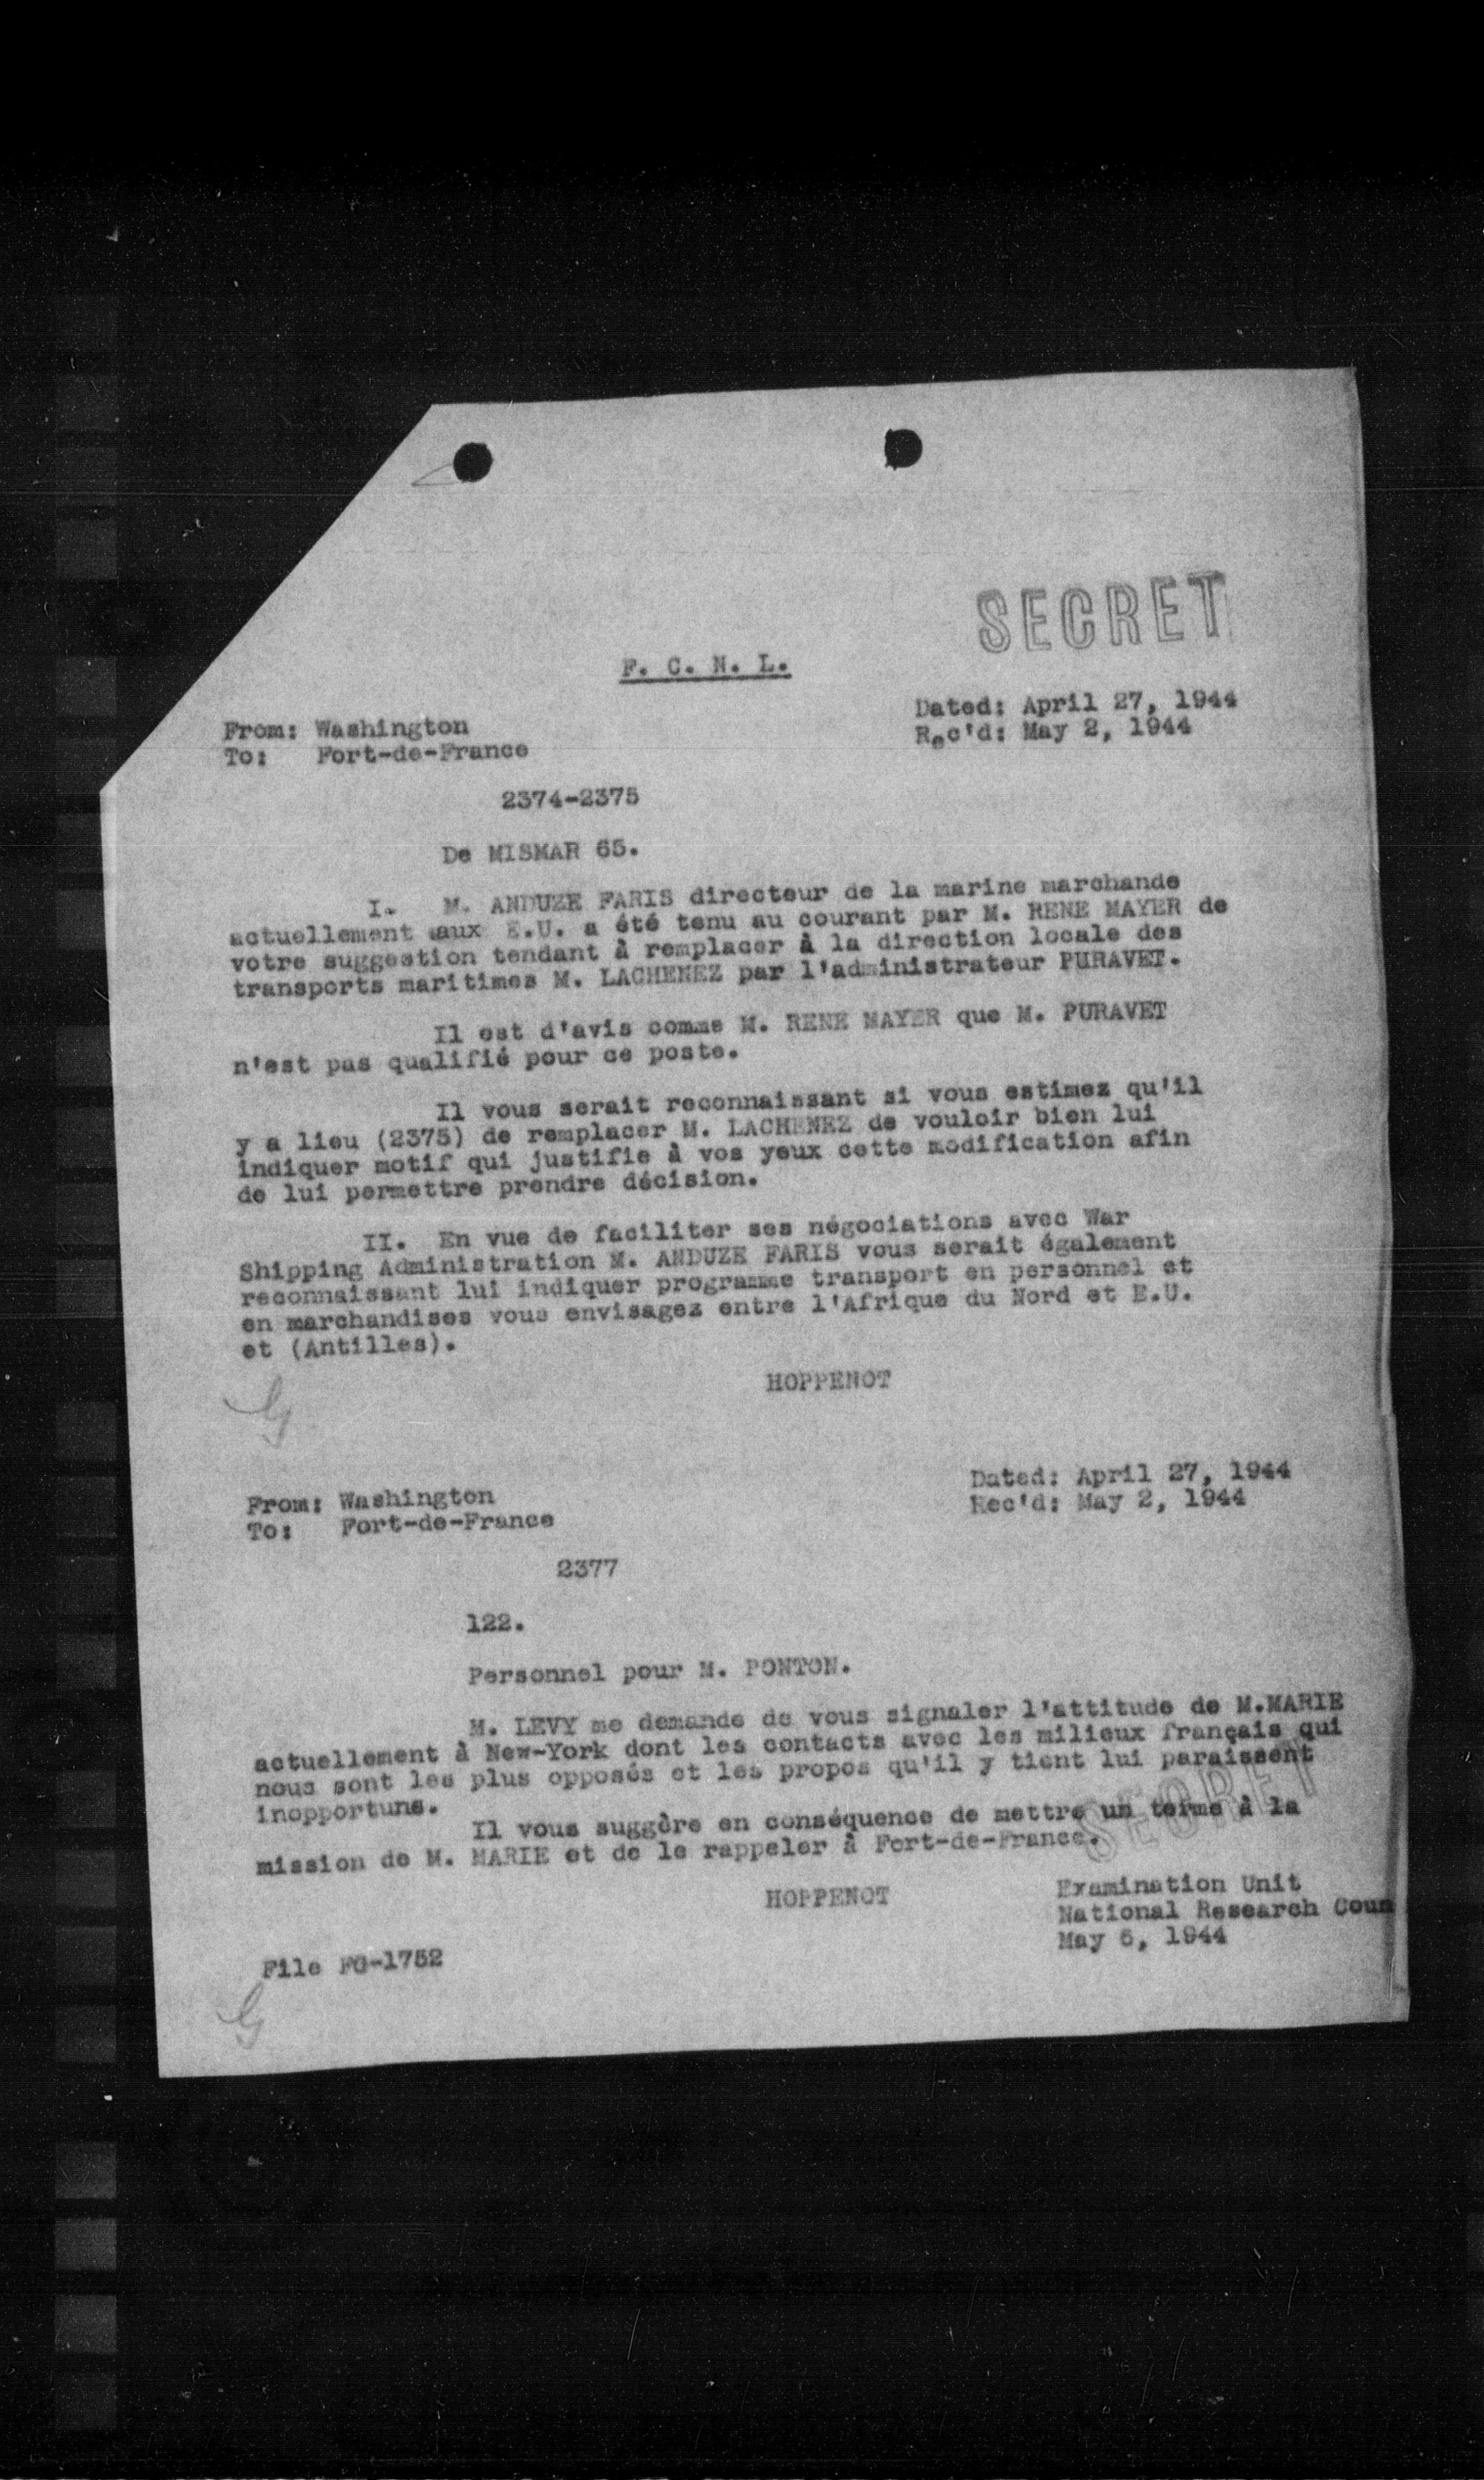 SECRET
F. C. N. L.
Dated: April 27, 1944
From: Washington
Rec'd: May 2, 1944
To: Fort-de-France
2374-2375
De MISMAR 65.
I. M. ANDUZE FARIS directeur de la marine marchande
actuellement aux E.U. a été tenu au courant par M. RENE MAYER de
votre suggestion tendant à remplacer à la direction locale des
transports maritimes M. LACHENEZ par l'administrateur PURAVET.
Il est d'avis comme M. RENE MAYER que M. PURAVET
n'est pas qualifié pour ce poste.
Il vous serait reconnaissant si vous estimez qu'il
y a lieu (2375) de remplacer M. LACHENEZ de vouloir bien lui
indiquer motif qui justifie à vos yeux cette modification afin
de lui permettre prendre décision.
II. En vue de faciliter ses négociations avec War
Shipping Administration M. ANDUZE FARIS vous serait également
reconnaissant lui indiquer programme transport en personnel et
en marchandises vous envisagez entre l'Afrique du Nord et E.U.
et (Antilles).
HOPPENOT
Dated: April 27, 1944
From: Washington
Rec'd: May 2, 1944
To: Fort-de-France
2377
122.
Personnel pour M. PONTON.
M. LEVY me demande de vous signaler l'attitude de M.MARIE
actuellement à New-York dont les contacts avec les milieux français qui
nous sont les plus opposés et les propos qu'il y tient lui paraissent
inopportuns.
Il vous suggère en conséquence de mettre un terme à la
mission de M. MARIE et de le rappeler à Fort-de-France.
SECRET
HOPPENOT
Examination Unit
National Research Coun
May 6, 1944
File FG-1752